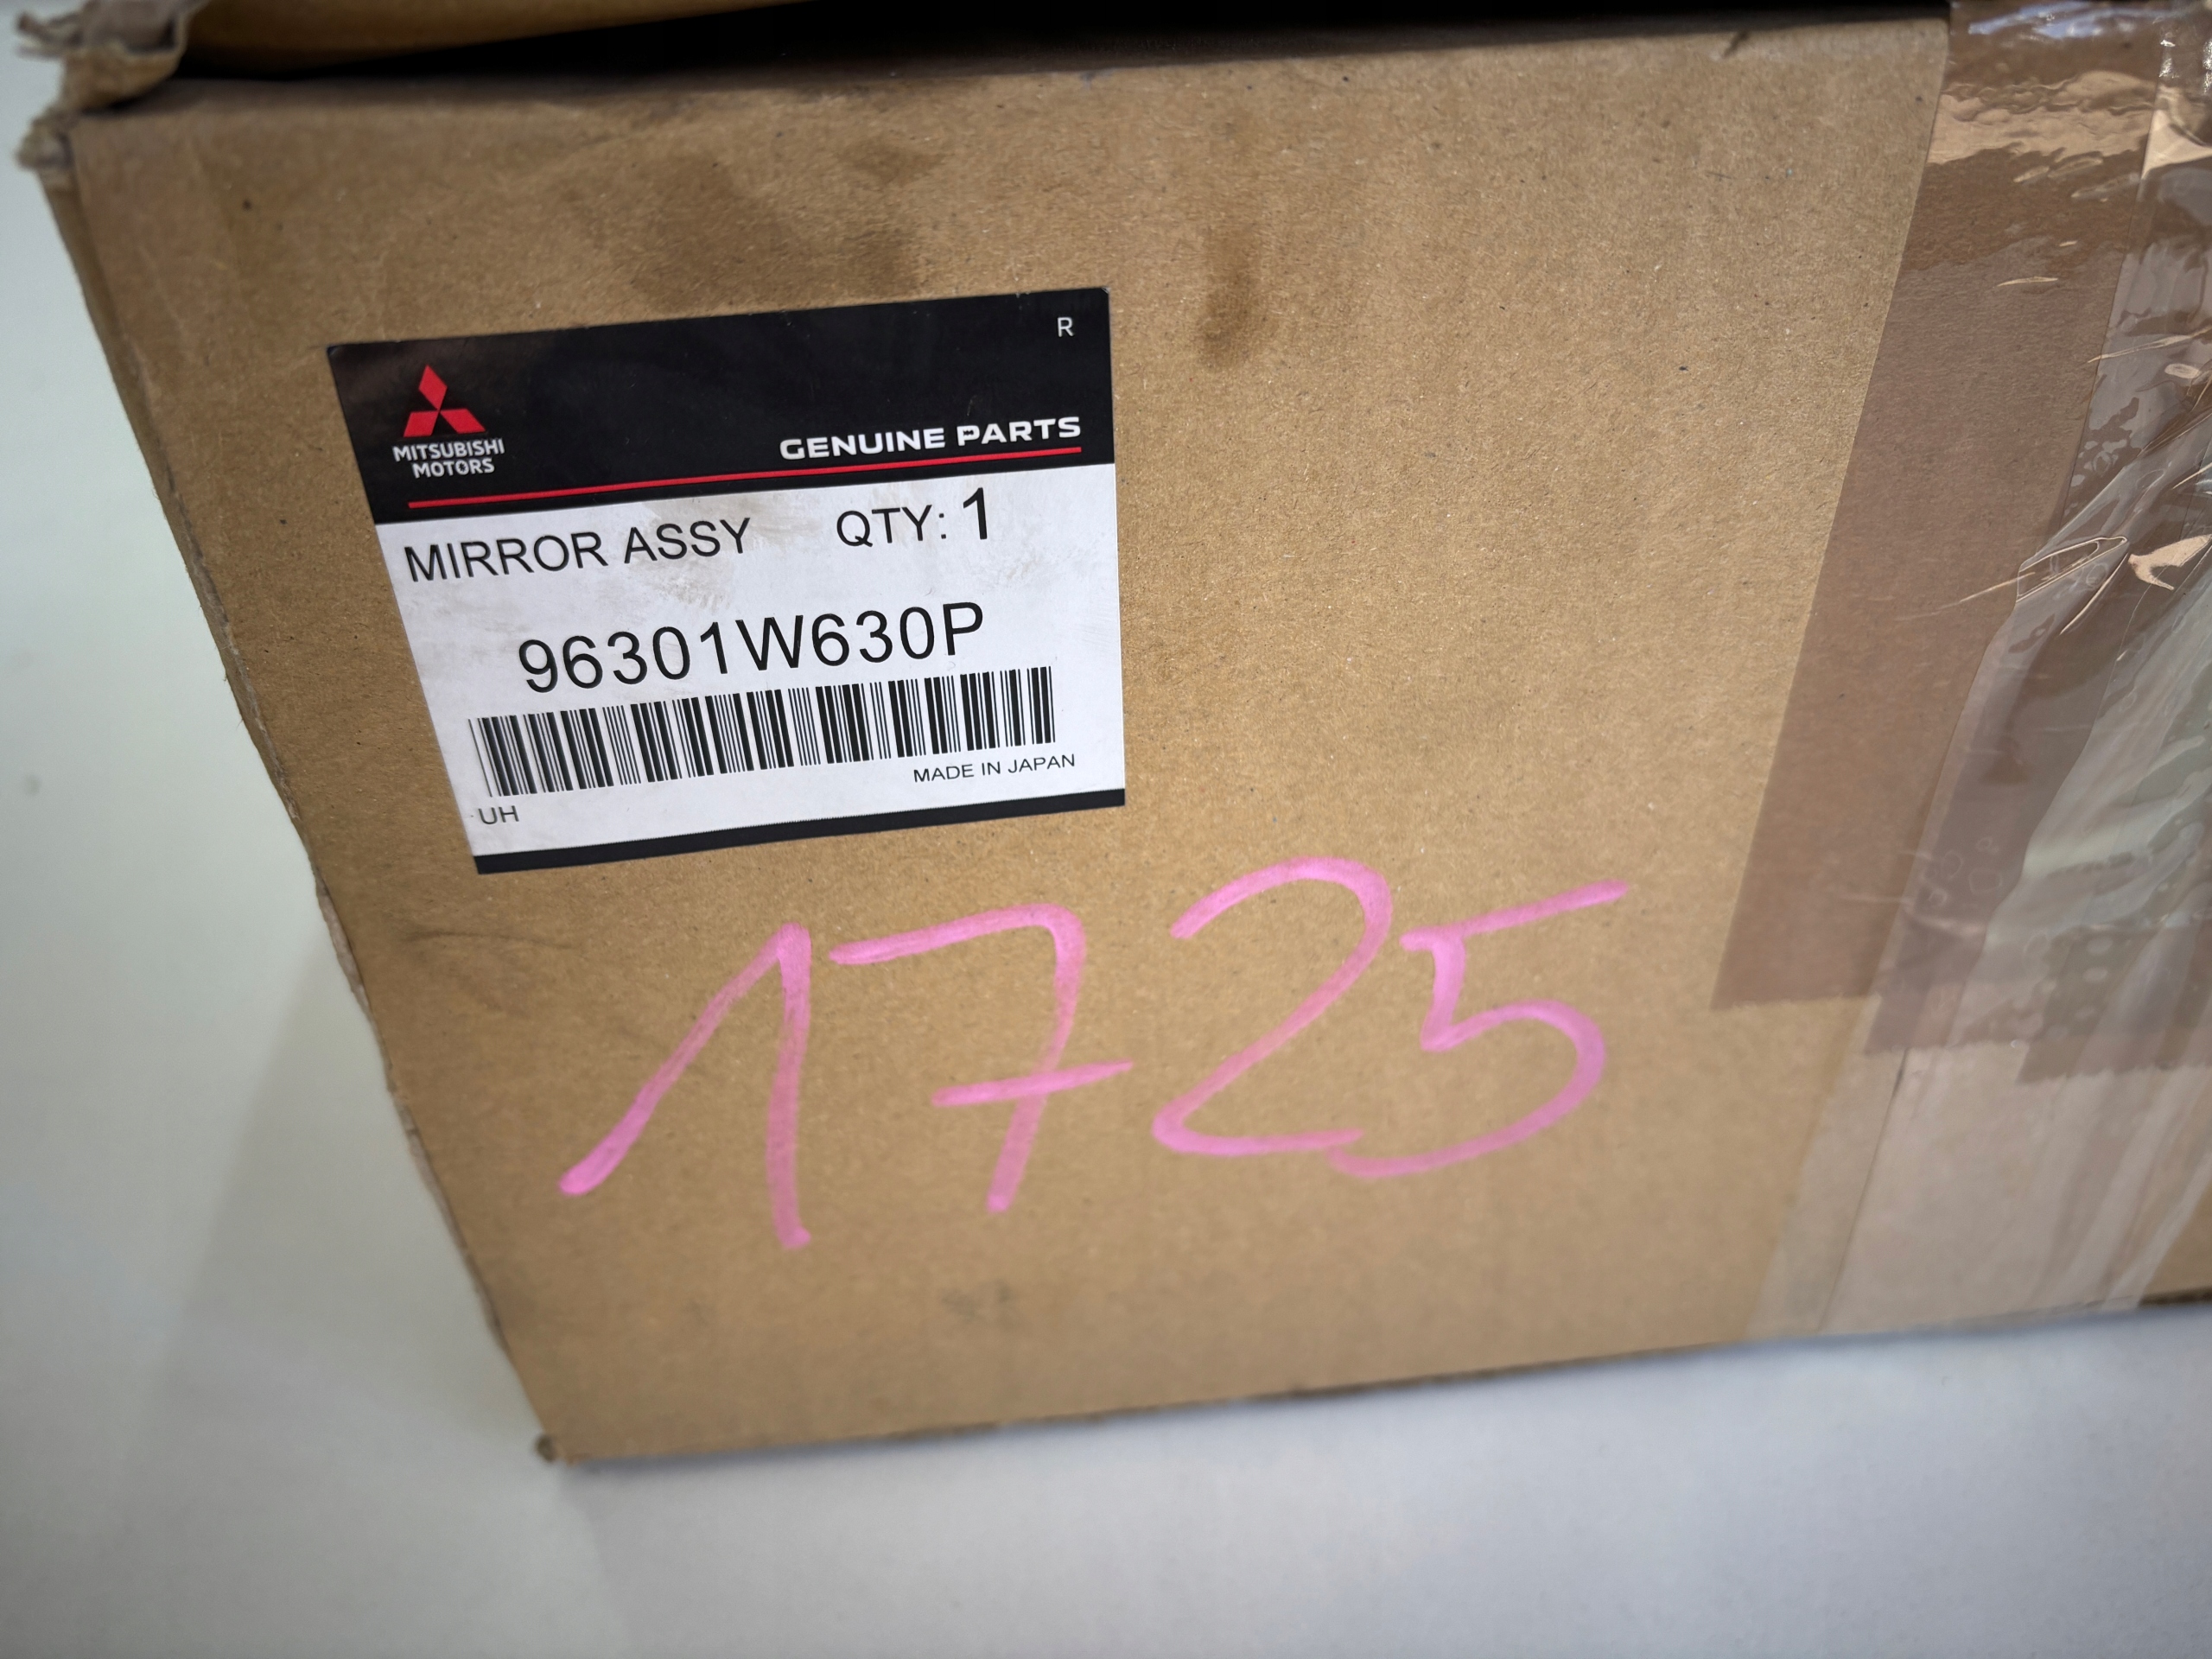 R
MITSUBISHI
MOTORS
GENUINE PARTS
MIRROR ASSY QTY: 1
96301W630P
MADE IN JAPAN
UH
1725